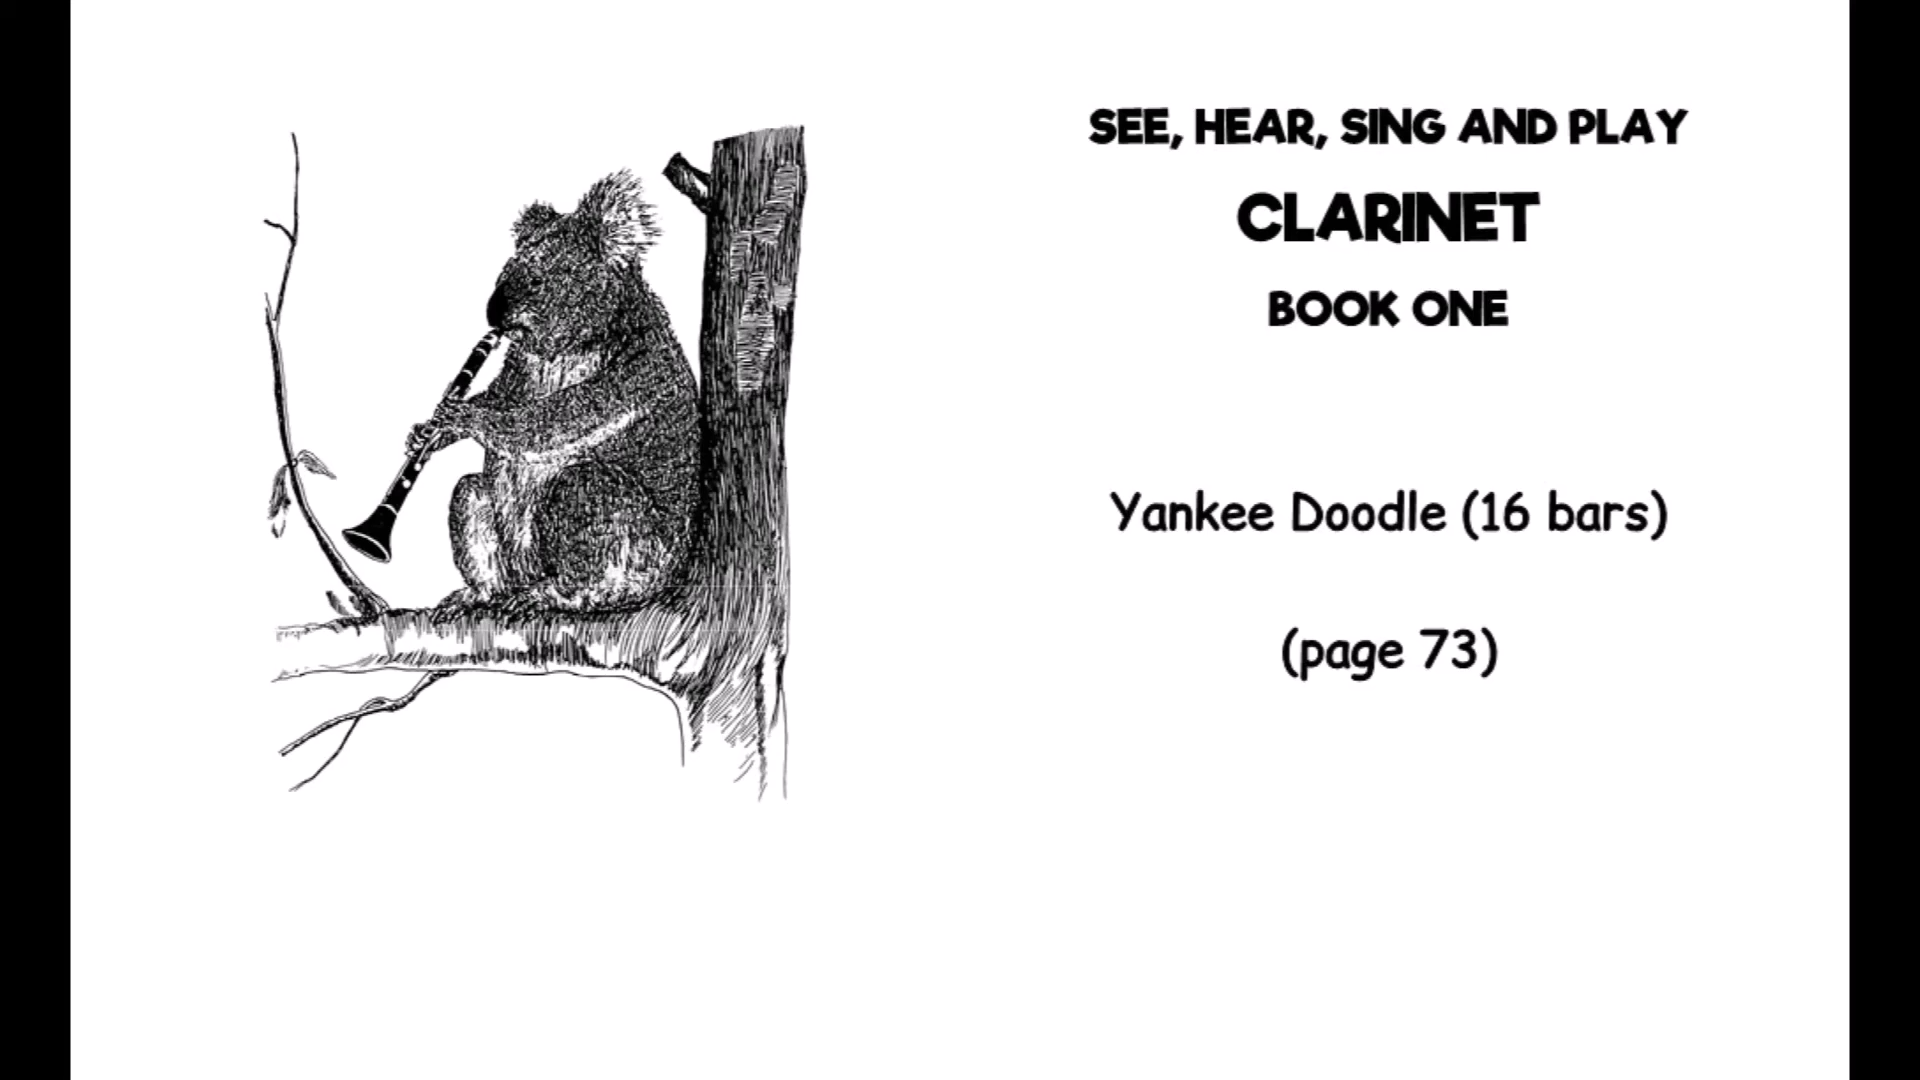 SEE, HEAR, SING AND PLAY
CLARINET
BOOK ONE
Yankee Doodle (16 bars)
(page 73)